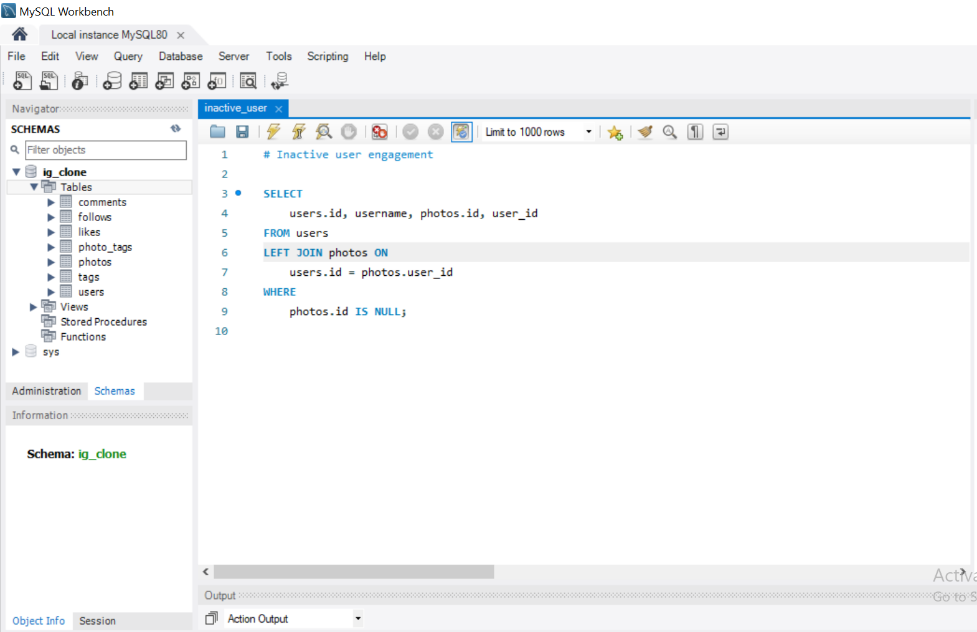 MySQL Workbench
Local instance MySQL80 ×
File Edit View Query Database Server Tools Scripting Help
Navigator
SCHEMAS
Filter objects
ig_clone
Tables
comments
follows
likes
photo_tags
photos
tags
users
Views
Stored Procedures
Functions
sys
Administration Schemas
Information
Schema: ig_clone
Object Info Session
inactive_user ×
Limit to 1000 rows
1 # Inactive user engagement
2
3 SELECT
4 users.id, username, photos.id, user_id
5 FROM users
6 LEFT JOIN photos ON
7 users.id = photos.user_id
8 WHERE
9 photos.id IS NULL;
10
Output
Action Output
Go to S